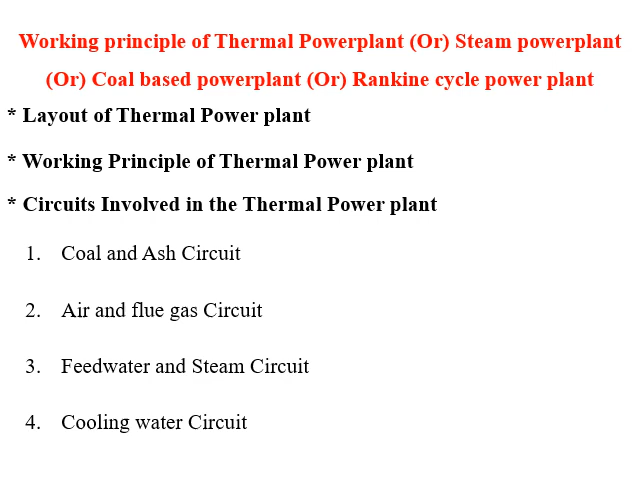 Working principle of Thermal Powerplant (Or) Steam powerplant
(Or) Coal based powerplant (Or) Rankine cycle power plant
* Layout of Thermal Power plant
* Working Principle of Thermal Power plant
* Circuits Involved in the Thermal Power plant
1. Coal and Ash Circuit
2. Air and flue gas Circuit
3. Feedwater and Steam Circuit
4. Cooling water Circuit